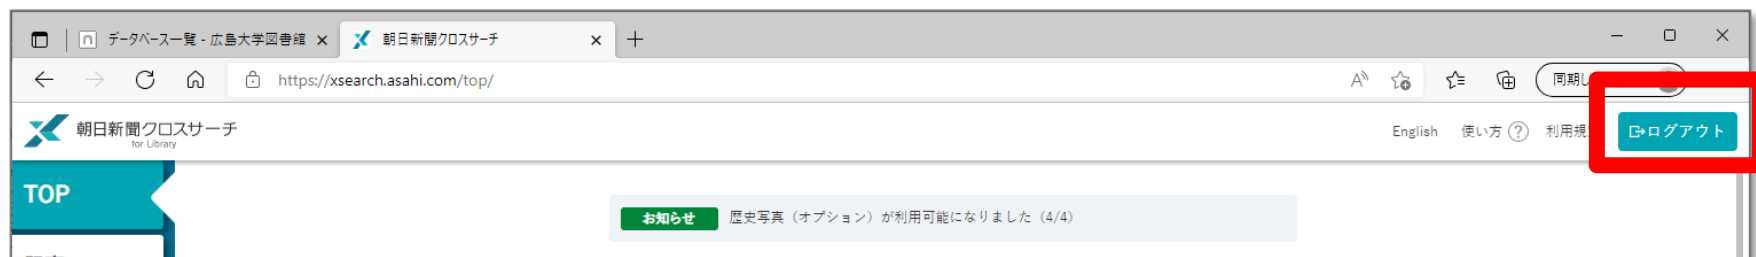 データベース一覧 - 広島大学図書館
朝日新聞クロスサーチ
https://xsearch.asahi.com/top/
同期し
朝日新聞クロスサーチ
for Library
English 使い方 ? 利用規 ログアウト
TOP
お知らせ 歴史写真（オプション）が利用可能になりました（4/4）